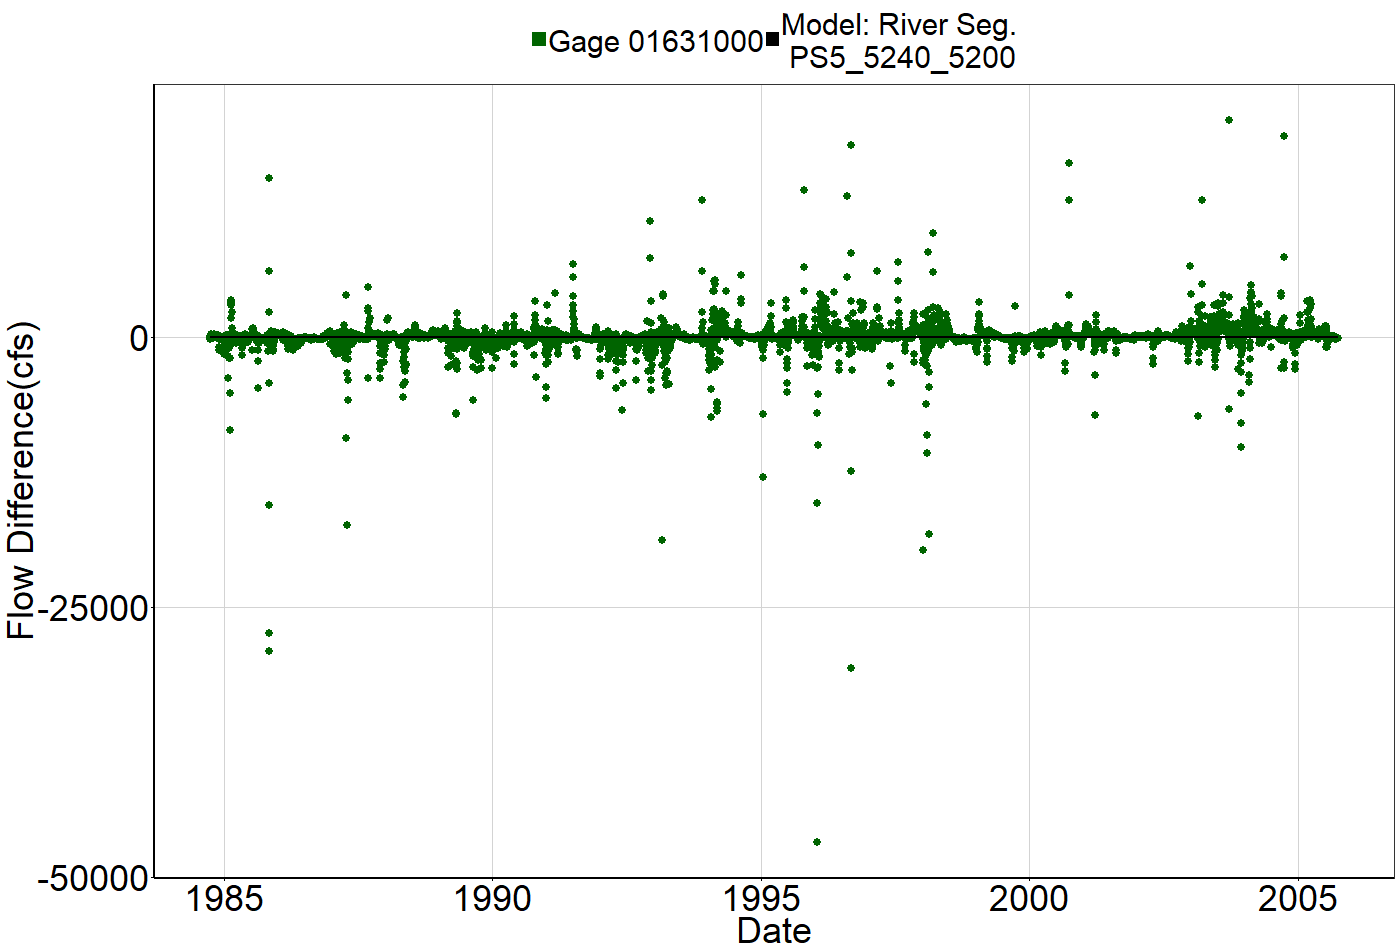 Gage 01631000
Model: River Seg.
PS5_5240_5200
Flow Difference(cfs)
0
-25000
-50000
1985
1990
1995
2000
2005
Date